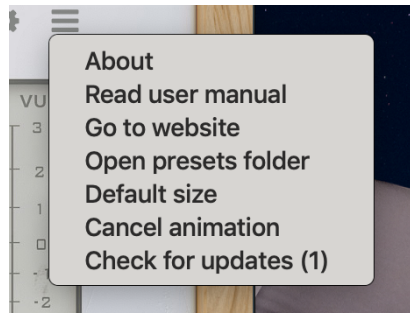 About
Read user manual
Go to website
Open presets folder
Default size
Cancel animation
Check for updates (1)
VU
3
2
1
0
-1
-2